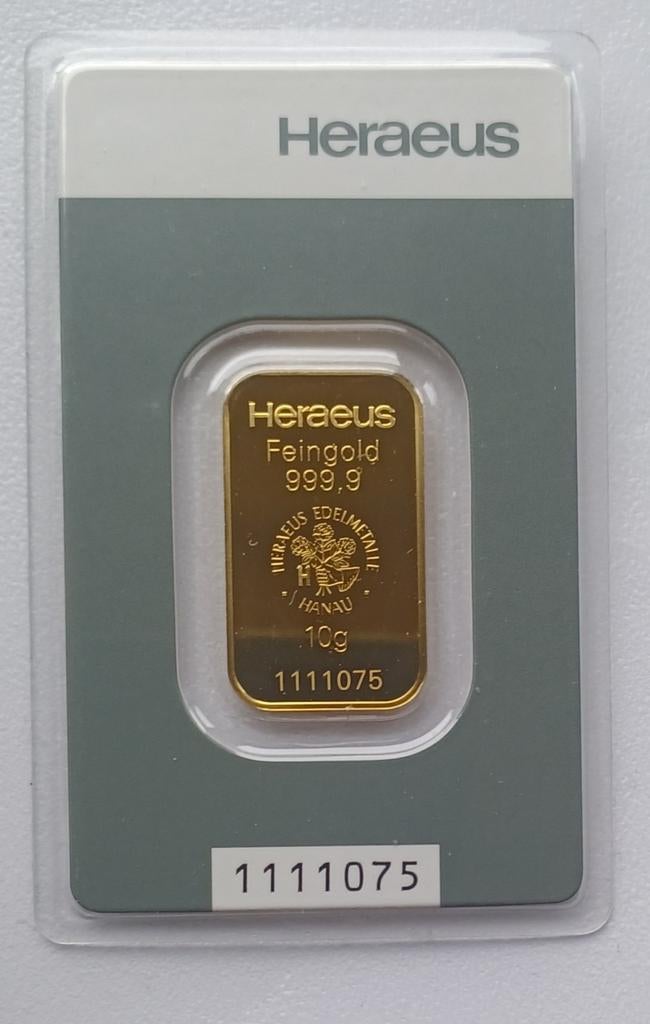 Heraeus
Heraeus
Feingold
999,9
HERAEUS EDELMETALLE
H
HANAU
10g
1111075
1111075